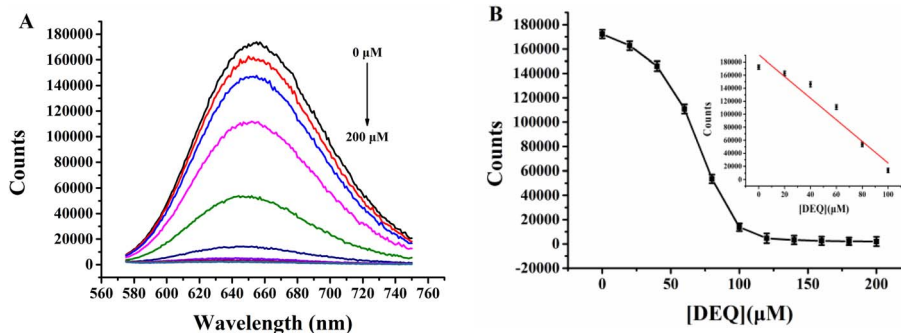 A
180000
160000
140000
120000
100000
80000
60000
40000
20000
0
Counts
0 μM
200 μM
560 580 600 620 640 660 680 700 720 740 760
Wavelength (nm)
B
180000
160000
140000
120000
100000
80000
60000
40000
20000
0
-20000
Counts
0 50 100 150 200
[DEQ](μM)
180000
160000
140000
120000
100000
80000
60000
40000
20000
0
Counts
0 20 40 60 80 100
[DEQ](μM)